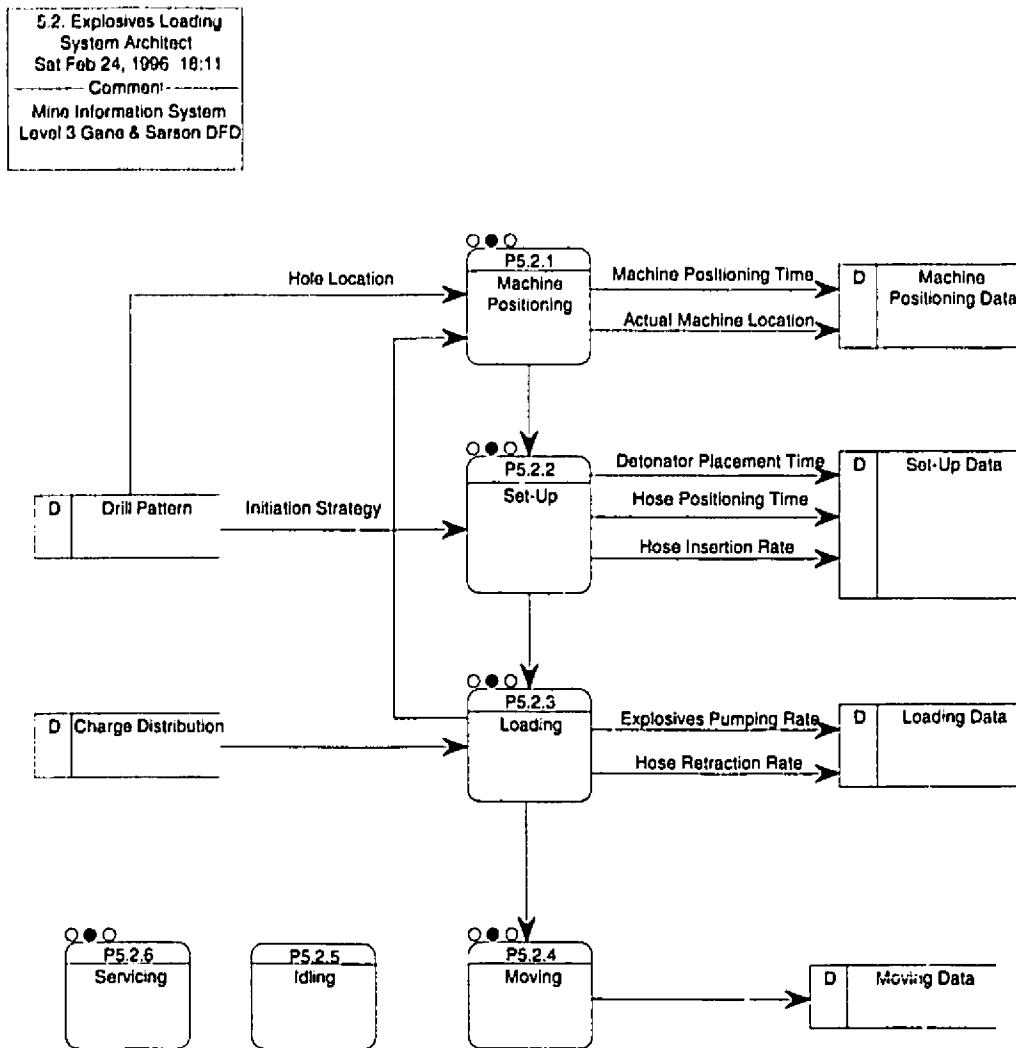 5.2. Explosives Loading
System Architect
Sat Feb 24, 1996 18:11
Comment
Mine Information System
Level 3 Gane & Sarson DFD
P5.2.1
Machine
Positioning
Hole Location
Machine Positioning Time
Actual Machine Location
D
Machine
Positioning Data
P5.2.2
Set-Up
D
Drill Pattern
Initiation Strategy
Detonator Placement Time
Hose Positioning Time
Hose Insertion Rate
D
Set-Up Data
P5.2.3
Loading
D
Charge Distribution
Explosives Pumping Rate
Hose Retraction Rate
D
Loading Data
P5.2.6
Servicing
P5.2.5
Idling
P5.2.4
Moving
D
Moving Data